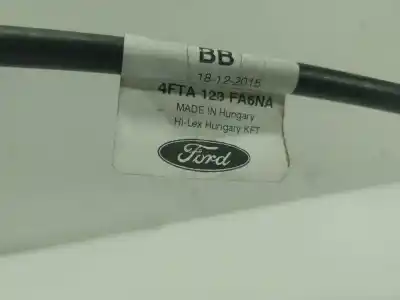 BB
18-12-2015
4FTA 123 FA6NA
MADE IN Hungary
Hi-Lex Hungary KFT
Ford